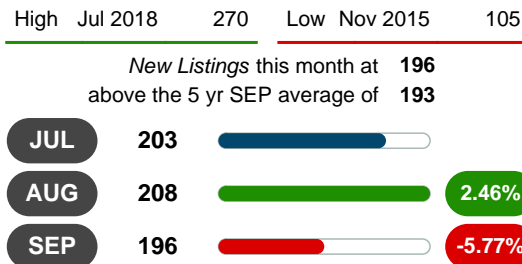 High Jul 2018 270 Low Nov 2015 105
New Listings this month at 196
above the 5 yr SEP average of 193
JUL 203
AUG 208 2.46%
SEP 196 -5.77%